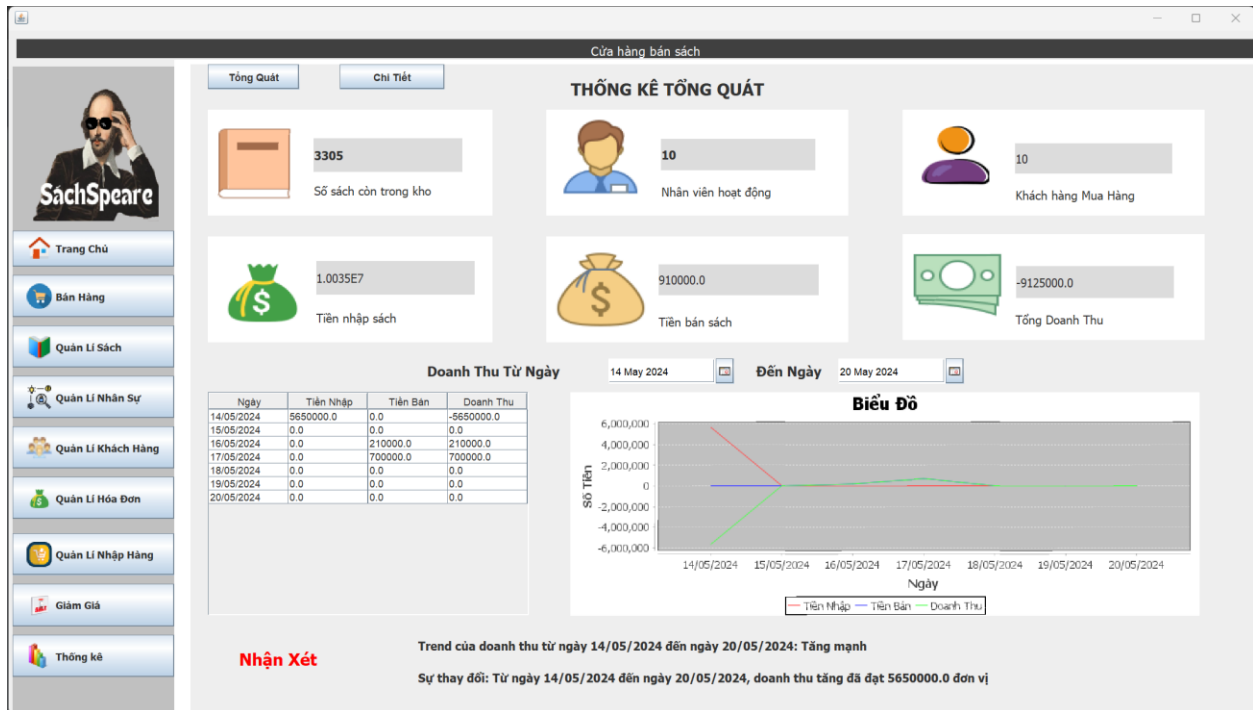 Cửa hàng bán sách
SáchSpeare
Trang Chủ
Bán Hàng
Quản Lí Sách
Quản Lí Nhân Sự
Quản Lí Khách Hàng
Quản Lí Hóa Đơn
Quản Lí Nhập Hàng
Giảm Giá
Thống kê
Tổng Quát Chi Tiết
THỐNG KÊ TỔNG QUÁT
3305
Số sách còn trong kho
10
Nhân viên hoạt động
10
Khách hàng Mua Hàng
1.0035E7
Tiền nhập sách
910000.0
Tiền bán sách
-9125000.0
Tổng Doanh Thu
Doanh Thu Từ Ngày 14 May 2024 Đến Ngày 20 May 2024
Ngày Tiền Nhập Tiền Bán Doanh Thu
14/05/2024 5650000.0 0.0 -5650000.0
15/05/2024 0.0 0.0 0.0
16/05/2024 0.0 210000.0 210000.0
17/05/2024 0.0 700000.0 700000.0
18/05/2024 0.0 0.0 0.0
19/05/2024 0.0 0.0 0.0
20/05/2024 0.0 0.0 0.0
Biểu Đồ
Số Tiền
6,000,000
4,000,000
2,000,000
0
-2,000,000
-4,000,000
-6,000,000
14/05/2024 15/05/2024 16/05/2024 17/05/2024 18/05/2024 19/05/2024 20/05/2024
Ngày
Tiền Nhập Tiền Bán Doanh Thu
Nhận Xét
Trend của doanh thu từ ngày 14/05/2024 đến ngày 20/05/2024: Tăng mạnh
Sự thay đổi: Từ ngày 14/05/2024 đến ngày 20/05/2024, doanh thu tăng đã đạt 5650000.0 đơn vị